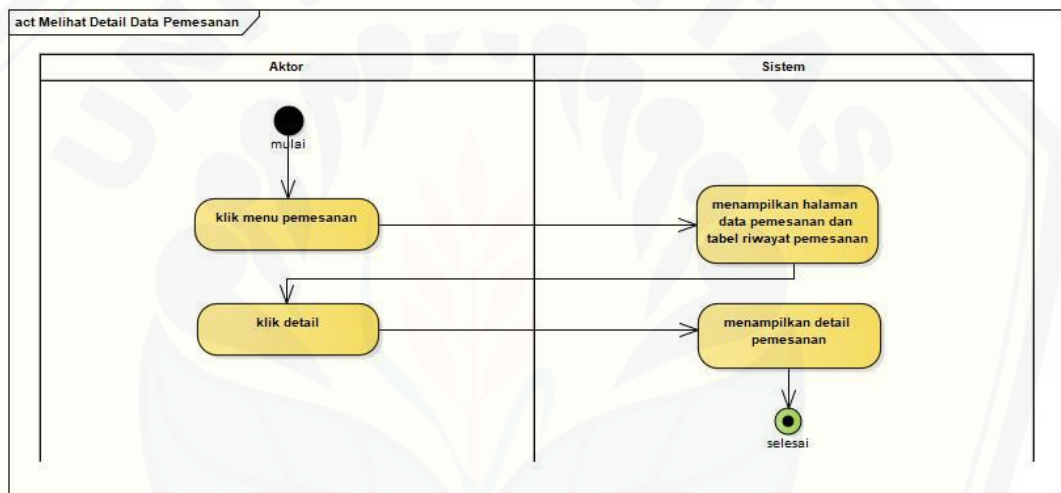 act Melihat Detail Data Pemesanan
Aktor
Sistem
mulai
klik menu pemesanan
menampilkan halaman
data pemesanan dan
tabel riwayat pemesanan
klik detail
menampilkan detail
pemesanan
selesai